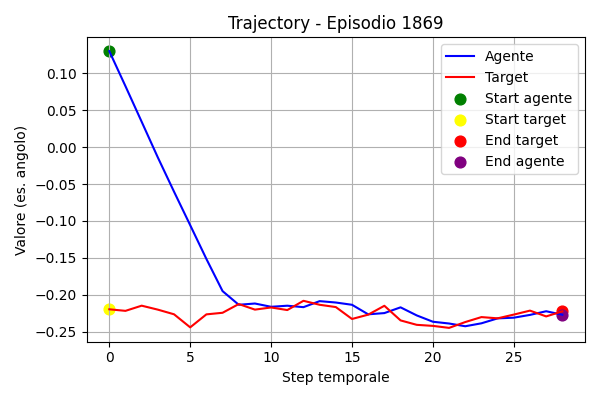 Trajectory - Episodio 1869
Valore (es. angolo)
0.10
0.05
0.00
−0.05
−0.10
−0.15
−0.20
−0.25
0
5
10
15
20
25
Step temporale
Agente
Target
Start agente
Start target
End target
End agente